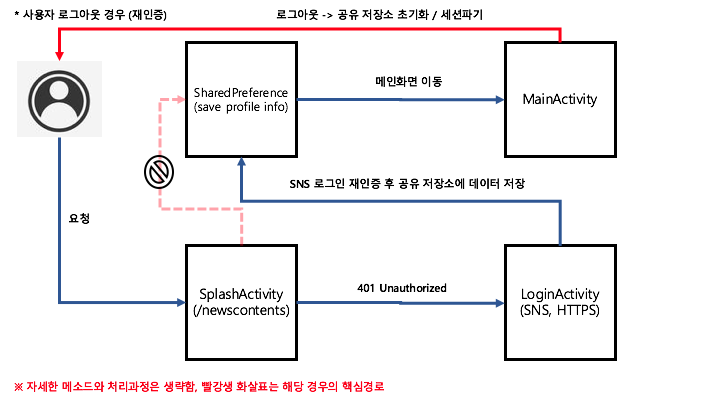 * 사용자 로그아웃 경우 (재인증)
로그아웃 -> 공유 저장소 초기화 / 세션파기
SharedPreference
(save profile info)
메인화면 이동
MainActivity
SNS 로그인 재인증 후 공유 저장소에 데이터 저장
요청
SplashActivity
(/newscontents)
401 Unauthorized
LoginActivity
(SNS, HTTPS)
※ 자세한 메소드와 처리과정은 생략함, 빨강생 화살표는 해당 경우의 핵심경로